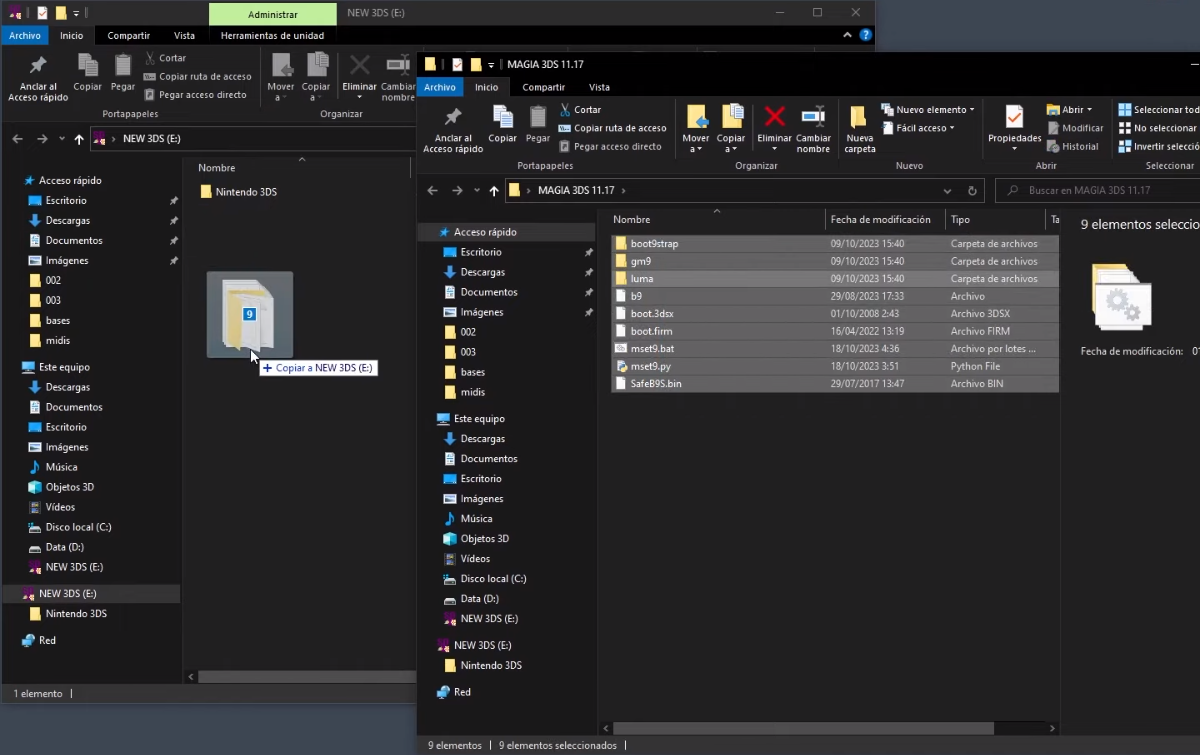 Administrar
NEW 3DS (E:)
Archivo
Inicio
Compartir
Vista
Herramientas de unidad
Anclar al
Acceso rápido
Copiar
Pegar
Cortar
Copiar ruta de acceso
Pegar acceso directo
Portapapeles
Mover
a
Copiar
a
Eliminar
Cambiar
nombre
Organizar
NEW 3DS (E:)
Nombre
Nintendo 3DS
Acceso rápido
Escritorio
Descargas
Documentos
Imágenes
002
003
bases
midis
Este equipo
Descargas
Documentos
Escritorio
Imágenes
Música
Objetos 3D
Vídeos
Disco local (C:)
Data (D:)
NEW 3DS (E:)
NEW 3DS (E:)
Nintendo 3DS
Red
9
+ Copiar a NEW 3DS (E:)
1 elemento
MAGIA 3DS 11.17
Archivo
Inicio
Compartir
Vista
Anclar al
Acceso rápido
Copiar
Pegar
Cortar
Copiar ruta de acceso
Pegar acceso directo
Portapapeles
Mover
a
Copiar
a
Eliminar
Cambiar
nombre
Organizar
Nueva
carpeta
Nuevo elemento
Fácil acceso
Nuevo
Propiedades
Abrir
Modificar
Historial
Abrir
Seleccionar tod
No seleccionar
Invertir selecció
Seleccionar
MAGIA 3DS 11.17
Buscar en MAGIA 3DS 11.17
Acceso rápido
Escritorio
Descargas
Documentos
Imágenes
002
003
bases
midis
Este equipo
Descargas
Documentos
Escritorio
Imágenes
Música
Objetos 3D
Vídeos
Disco local (C:)
Data (D:)
NEW 3DS (E:)
NEW 3DS (E:)
Nintendo 3DS
Red
Nombre Fecha de modificación Tipo Ta
boot9strap 09/10/2023 15:40 Carpeta de archivos
gm9 09/10/2023 15:40 Carpeta de archivos
luma 09/10/2023 15:40 Carpeta de archivos
b9 29/08/2023 17:33 Archivo
boot.3dsx 01/10/2008 2:43 Archivo 3DSX
boot.firm 16/04/2022 13:19 Archivo FIRM
mset9.bat 18/10/2023 4:36 Archivo por lotes ...
mset9.py 18/10/2023 3:51 Python File
SafeB9S.bin 29/07/2017 13:47 Archivo BIN
9 elementos seleccio
Fecha de modificación: 01
9 elementos
9 elementos seleccionados